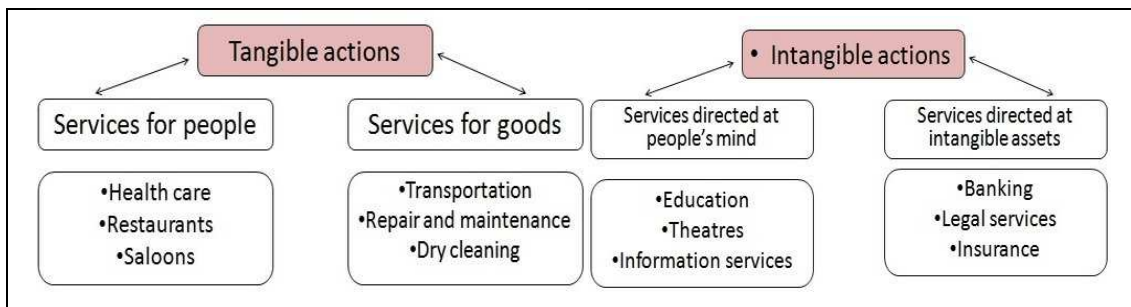 Tangible actions
• Intangible actions
Services for people
Services for goods
Services directed at
people's mind
Services directed at
intangible assets
•Health care
•Restaurants
•Saloons
•Transportation
•Repair and maintenance
•Dry cleaning
•Education
•Theatres
•Information services
•Banking
•Legal services
•Insurance